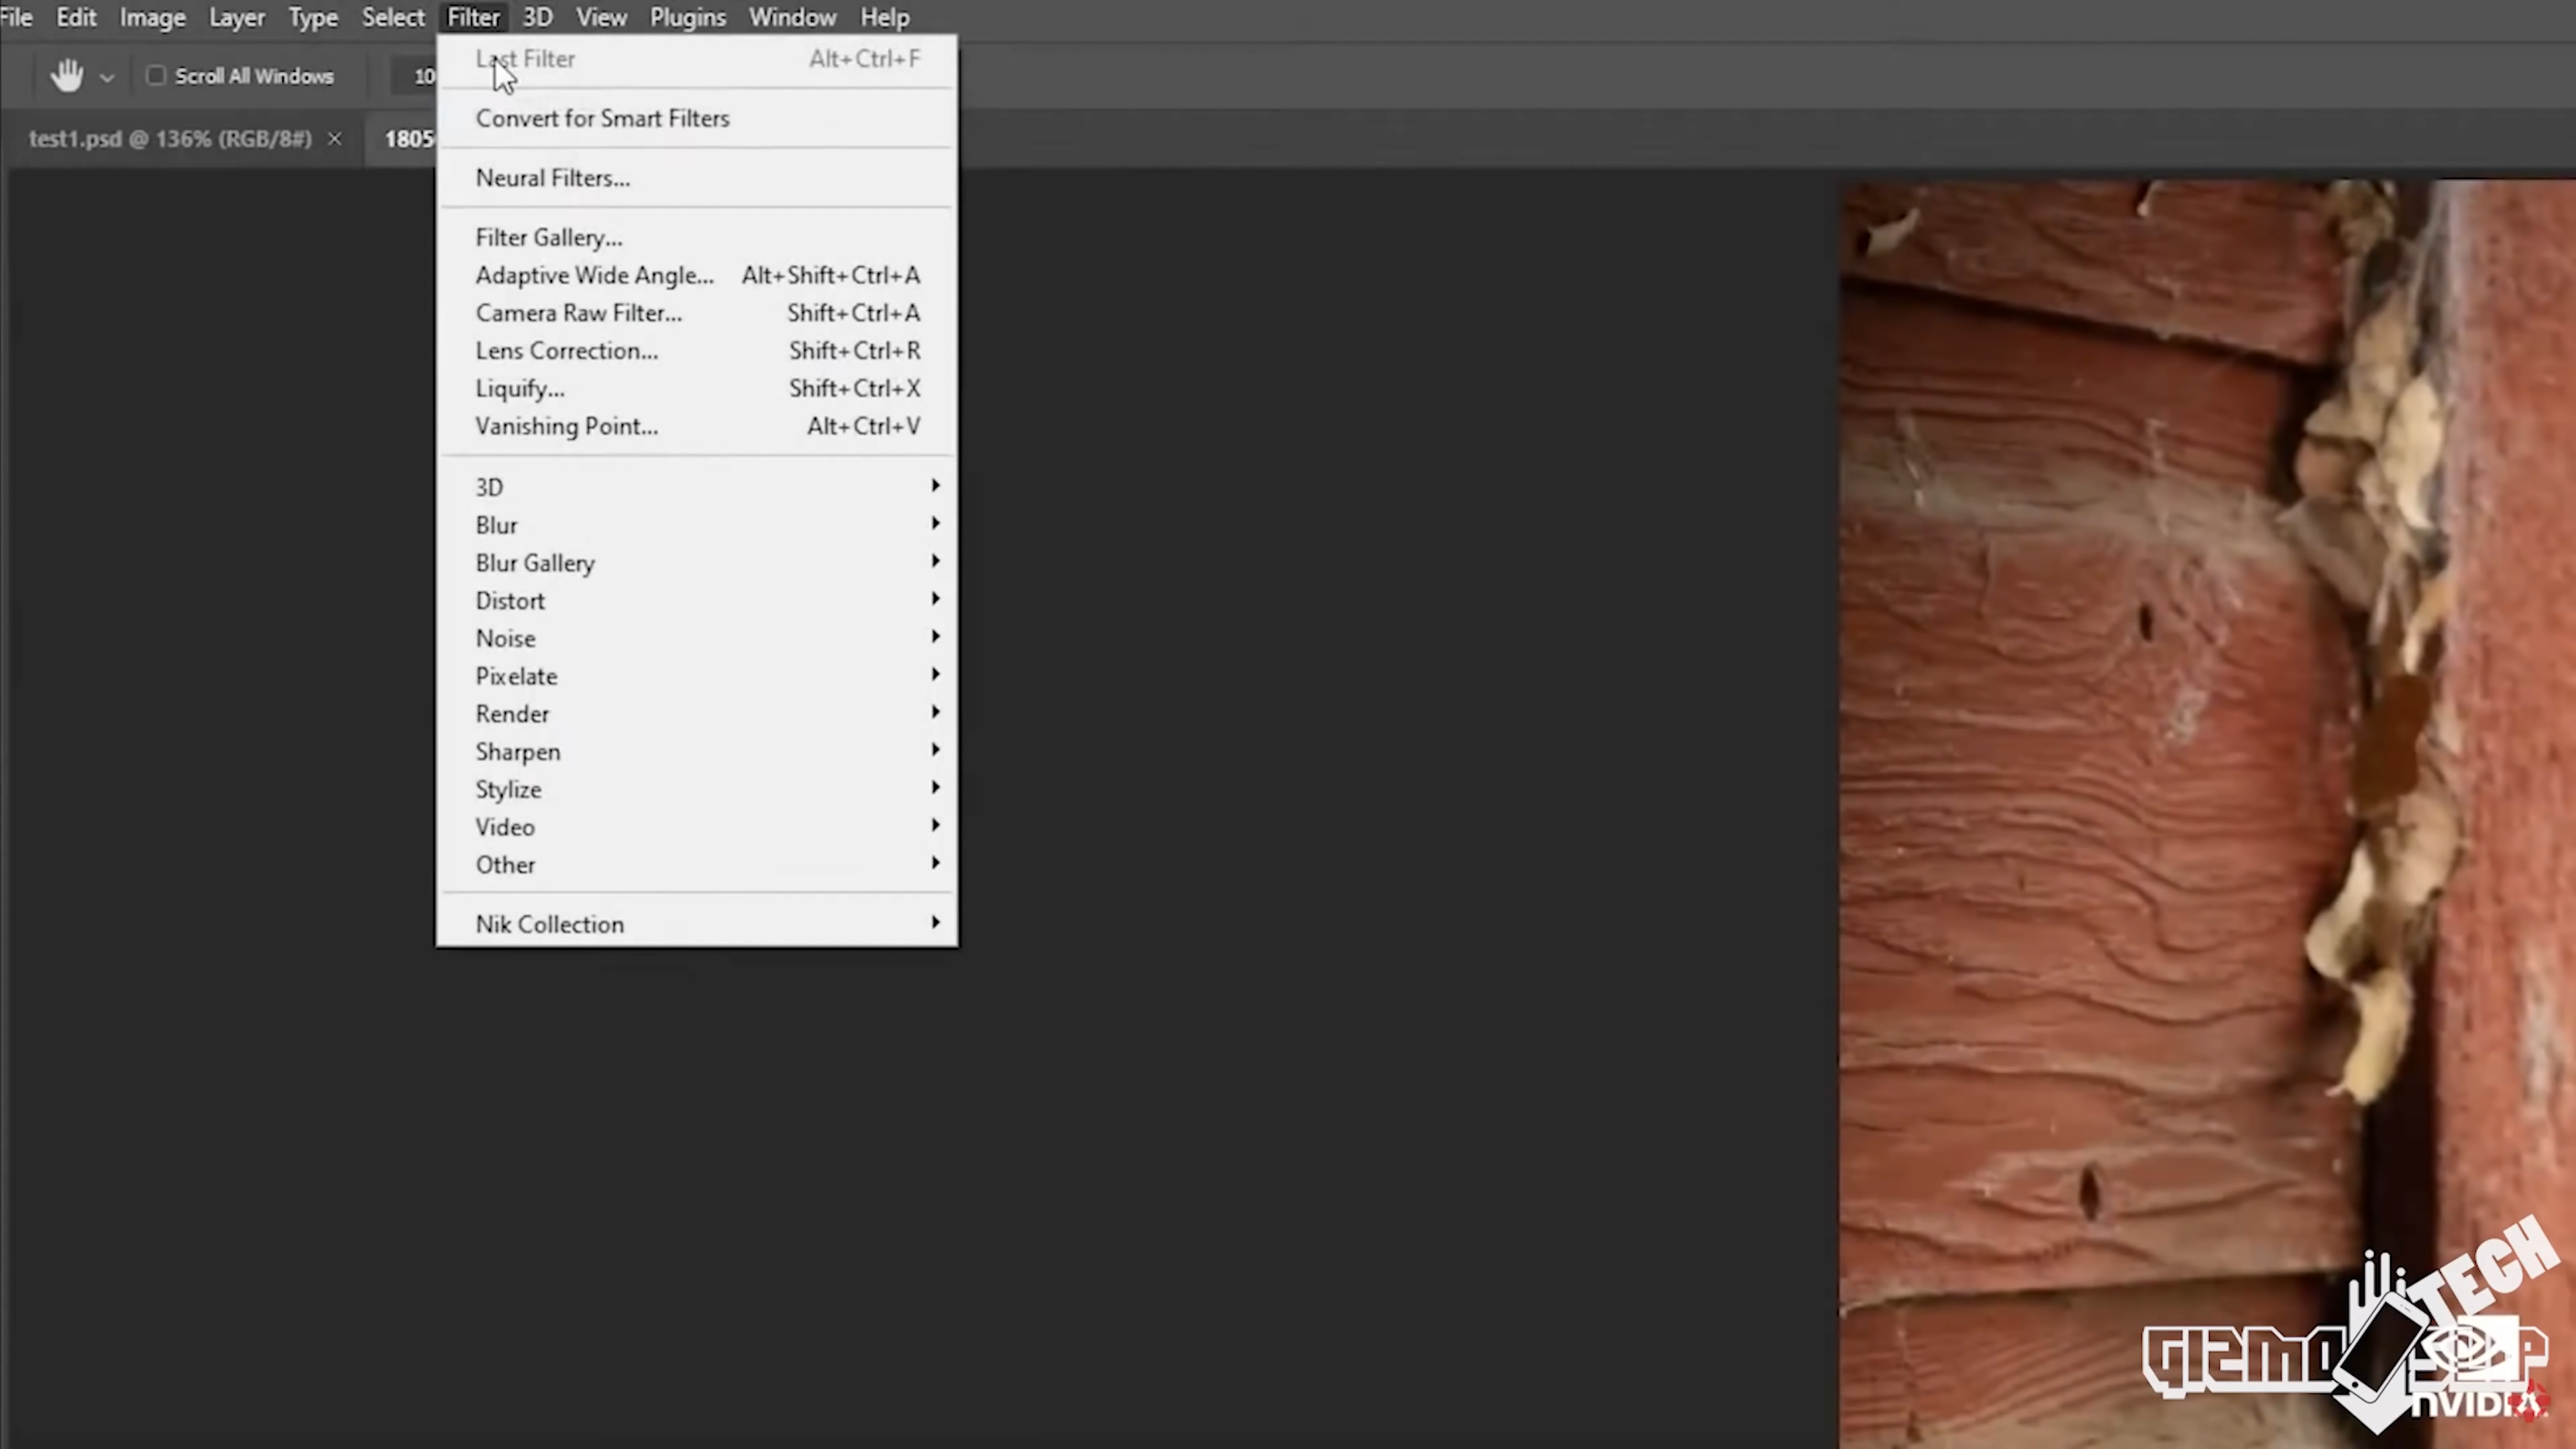 File Edit Image Layer Type Select Filter 3D View Plugins Window Help
Scroll All Windows 10
test1.psd @ 136% (RGB/8#) × 1805
Last Filter Alt+Ctrl+F
Convert for Smart Filters
Neural Filters...
Filter Gallery...
Adaptive Wide Angle... Alt+Shift+Ctrl+A
Camera Raw Filter... Shift+Ctrl+A
Lens Correction... Shift+Ctrl+R
Liquify... Shift+Ctrl+X
Vanishing Point... Alt+Ctrl+V
3D
Blur
Blur Gallery
Distort
Noise
Pixelate
Render
Sharpen
Stylize
Video
Other
Nik Collection
TECH
NVIDIA